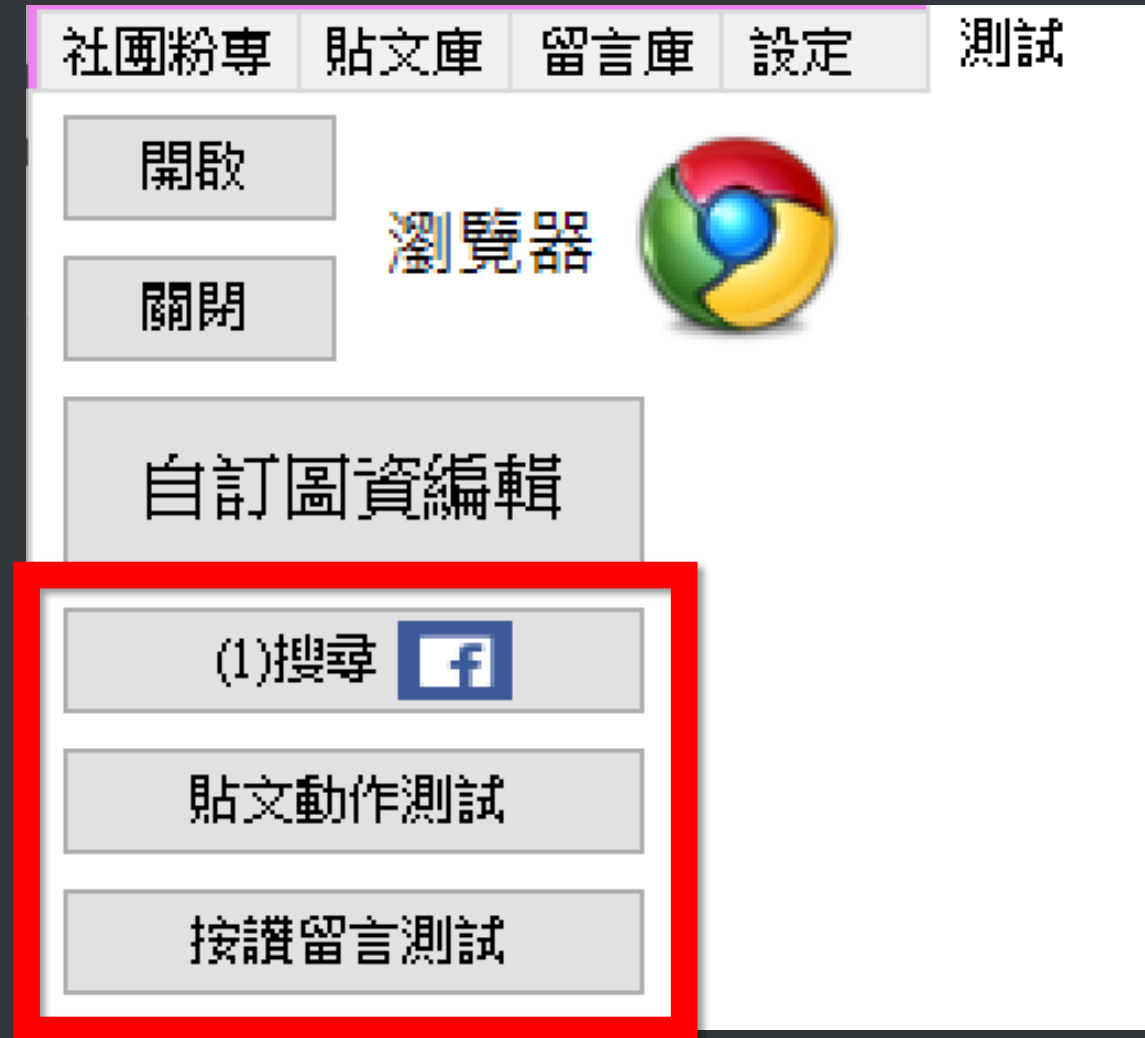 社團粉專 貼文庫 留言庫 設定 測試
開啟
瀏覽器
關閉
自訂圖資編輯
(1)搜尋 f
貼文動作測試
按讚留言測試